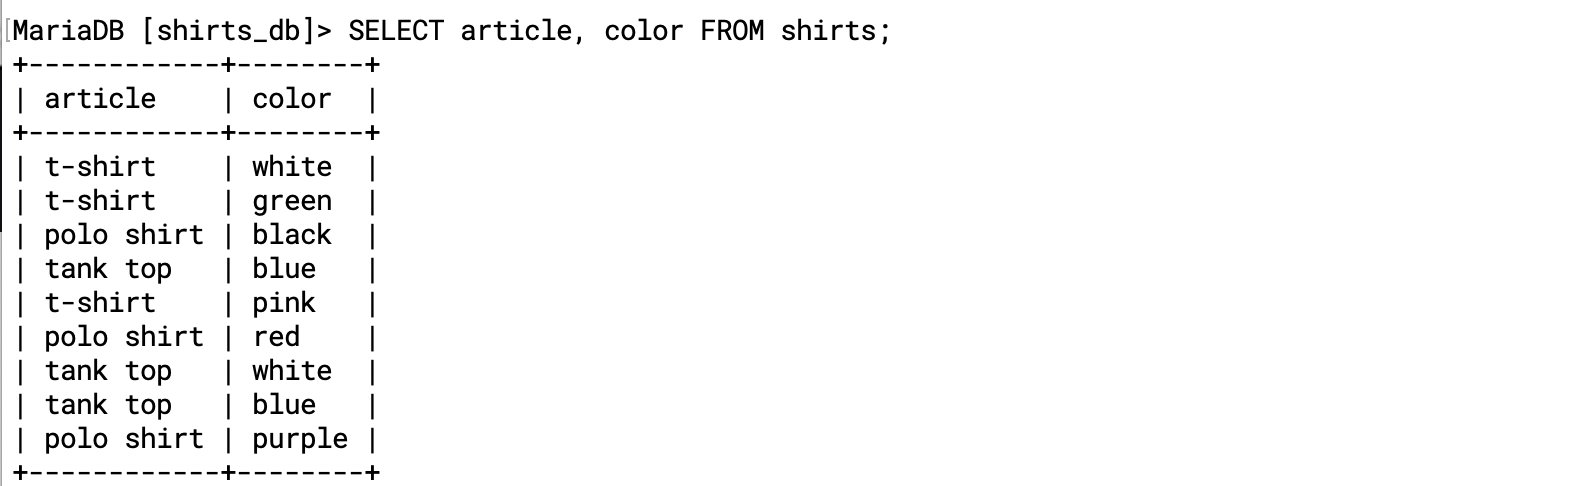 [MariaDB [shirts_db]> SELECT article, color FROM shirts;
+------------+--------+
| article    | color  |
+------------+--------+
| t-shirt    | white  |
| t-shirt    | green  |
| polo shirt | black  |
| tank top   | blue   |
| t-shirt    | pink   |
| polo shirt | red    |
| tank top   | white  |
| tank top   | blue   |
| polo shirt | purple |
+------------+--------+